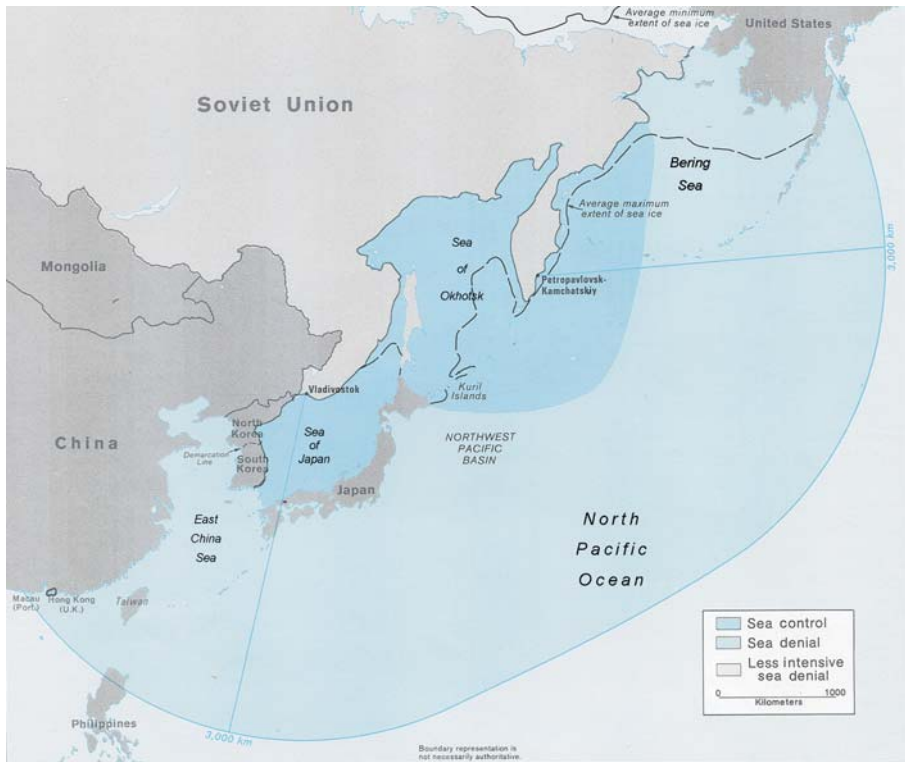 Average minimum
extent of sea ice
United States
Soviet Union
Bering
Sea
Average maximum
extent of sea ice
Sea
of
Okhotsk
3,000 km
Mongolia
Petropavlovsk-
Kamchatskiy
Vladivostok
Kuril
Islands
North
Korea
Sea
of
Japan
NORTHWEST
PACIFIC
BASIN
China
Demarcation
Line
South
Korea
Japan
East
China
Sea
North
Pacific
Ocean
Macau
(Port.)
Hong Kong
(U.K.)
Taiwan
Philippines
3,000 km
Sea control
Sea denial
Less intensive
sea denial
0 1000
Kilometers
Boundary representation is
not necessarily authoritative.